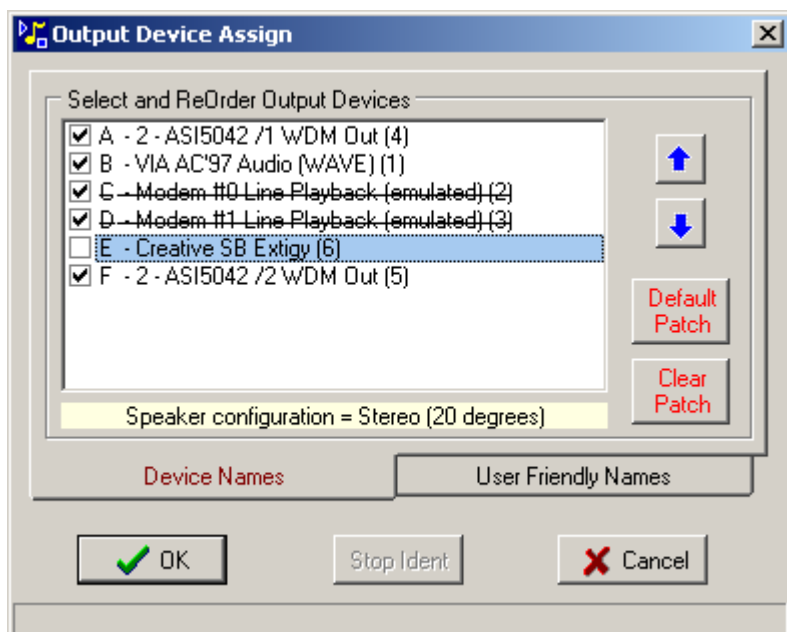 Output Device Assign
Select and ReOrder Output Devices
A - 2 - ASI5042 /1 WDM Out (4)
B - VIA AC'97 Audio (WAVE) (1)
C - Modem #0 Line Playback (emulated) (2)
D - Modem #1 Line Playback (emulated) (3)
E - Creative SB Extigy (6)
F - 2 - ASI5042 /2 WDM Out (5)
Default
Patch
Clear
Patch
Speaker configuration = Stereo (20 degrees)
Device Names
User Friendly Names
OK
Stop Ident
Cancel